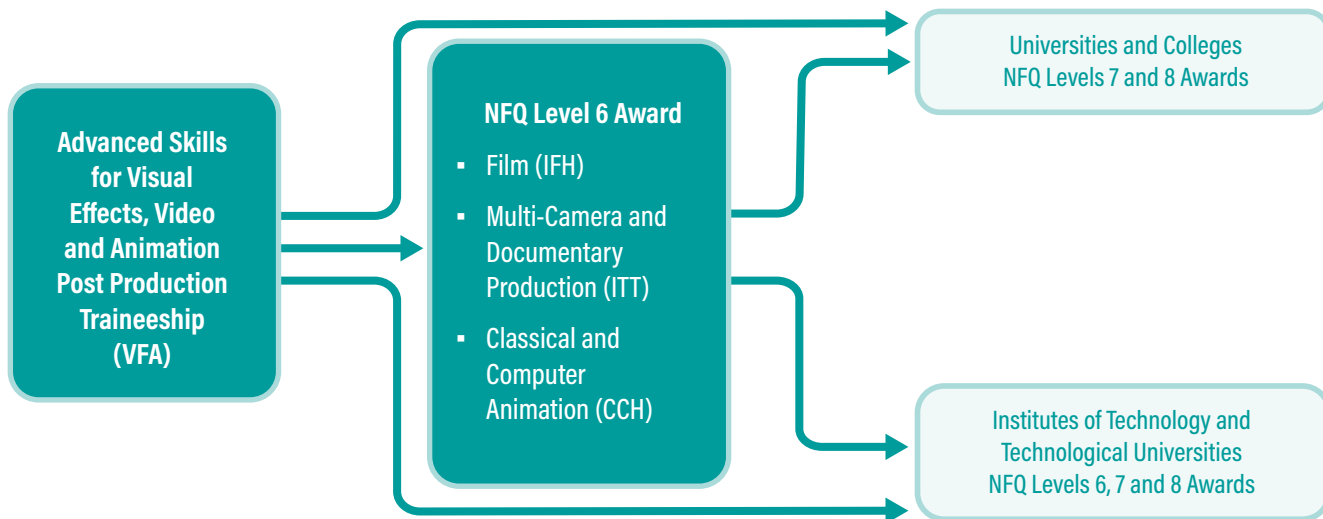 Advanced Skills
for Visual
Effects, Video
and Animation
Post Production
Traineeship
(VFA)
NFQ Level 6 Award
▪ Film (IFH)
▪ Multi-Camera and
Documentary
Production (ITT)
▪ Classical and
Computer
Animation (CCH)
Universities and Colleges
NFQ Levels 7 and 8 Awards
Institutes of Technology and
Technological Universities
NFQ Levels 6, 7 and 8 Awards